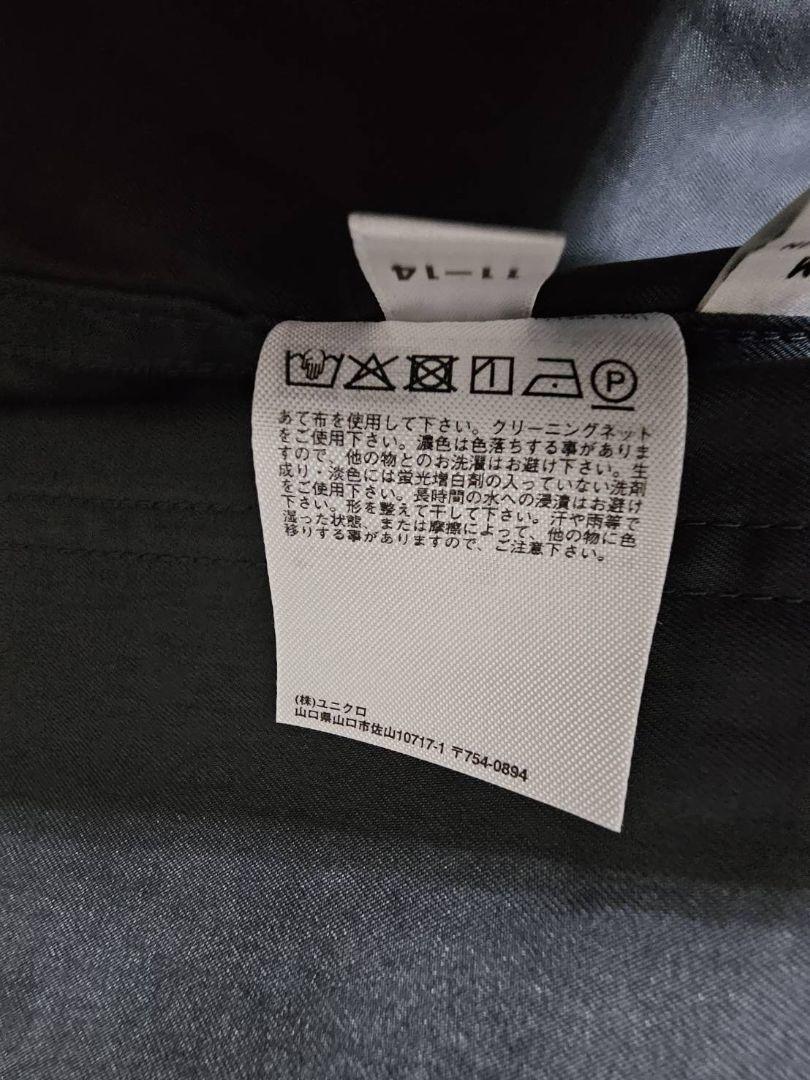 11-14
P
あて布を使用して下さい。クリーニングネット
をご使用下さい。濃色は色落ちする事がありま
すので、他の物とのお洗濯はお避け下さい。生
成り・淡色には蛍光増白剤の入っていない洗剤
をご使用下さい。長時間の水への浸漬はお避け
下さい。形を整えて干して下さい。汗や雨等で
湿った状態、または摩擦によって、他の物に色
移りする事がありますので、ご注意下さい。
(株)ユニクロ
山口県山口市佐山10717-1 〒754-0894